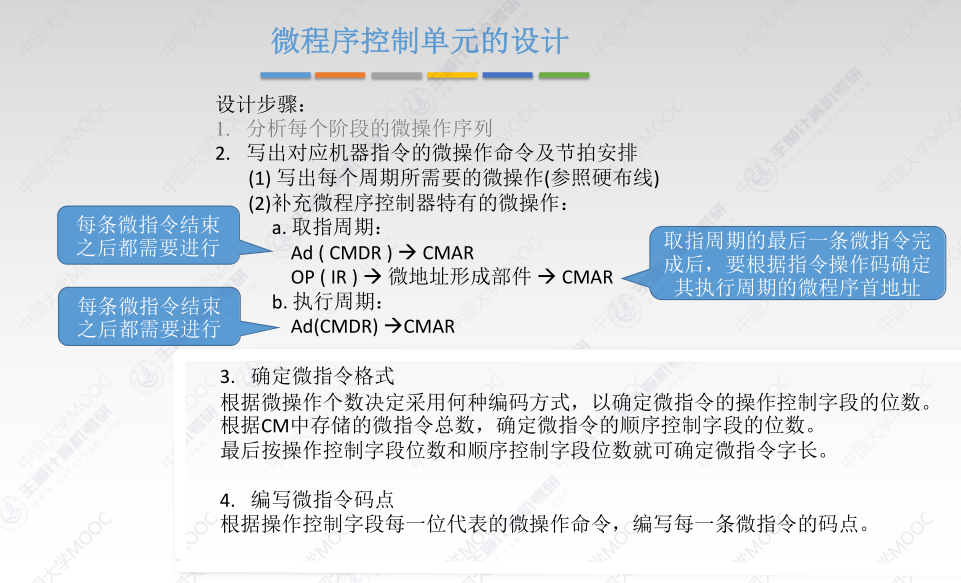 微程序控制单元的设计
设计步骤：
1. 分析每个阶段的微操作序列
2. 写出对应机器指令的微操作命令及节拍安排
(1) 写出每个周期所需要的微操作(参照硬布线)
(2)补充微程序控制器特有的微操作：
a. 取指周期：
每条微指令结束
之后都需要进行
Ad ( CMDR ) → CMAR
OP ( IR ) → 微地址形成部件 → CMAR
取指周期的最后一条微指令完
成后，要根据指令操作码确定
其执行周期的微程序首地址
b. 执行周期：
每条微指令结束
之后都需要进行
Ad(CMDR) →CMAR
3. 确定微指令格式
根据微操作个数决定采用何种编码方式，以确定微指令的操作控制字段的位数。
根据CM中存储的微指令总数，确定微指令的顺序控制字段的位数。
最后按操作控制字段位数和顺序控制字段位数就可确定微指令字长。
4. 编写微指令码点
根据操作控制字段每一位代表的微操作命令，编写每一条微指令的码点。